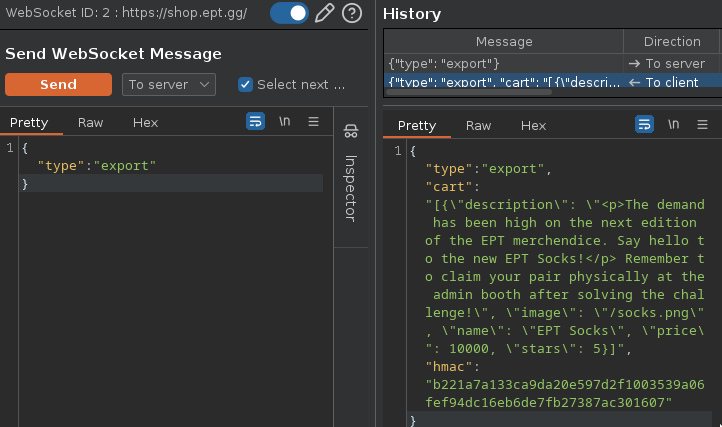 WebSocket ID: 2 : https://shop.ept.gg/
Send WebSocket Message
Send
To server
Select next ...
Pretty
Raw
Hex
\n
1
{
"type":"export"
}
Inspector
History
Message
Direction
{"type": "export"}
→ To server
{"type": "export", "cart": "[{\"descri...
← To client
Pretty
Raw
Hex
\n
1
{
"type":"export",
"cart":
"[{\"description\": \"<p>The demand
has been high on the next edition
of the EPT merchendice. Say hello t
o the new EPT Socks!</p> Remember t
o claim your pair physically at the
admin booth after solving the chal
lenge!\", \"image\": \"/socks.png\"
, \"name\": \"EPT Socks\", \"price\
": 10000, \"stars\": 5}]",
"hmac":
"b221a7a133ca9da20e597d2f1003539a06
fef94dc16eb6de7fb27387ac301607"
}